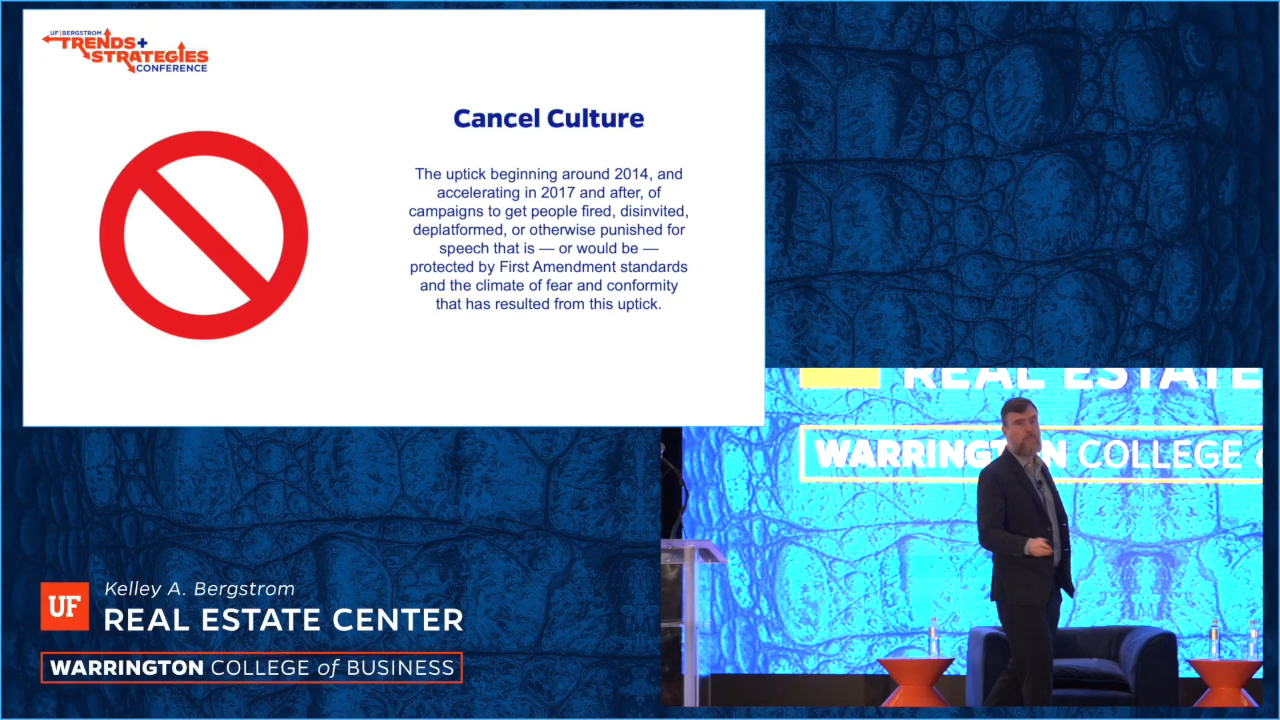 UF | BERGSTROM
TRENDS+
STRATEGIES
CONFERENCE
Cancel Culture
The uptick beginning around 2014, and
accelerating in 2017 and after, of
campaigns to get people fired, disinvited,
deplatformed, or otherwise punished for
speech that is — or would be —
protected by First Amendment standards
and the climate of fear and conformity
that has resulted from this uptick.
REAL ESTATE
WARRINGTON COLLEGE
UF
Kelley A. Bergstrom
REAL ESTATE CENTER
WARRINGTON COLLEGE of BUSINESS